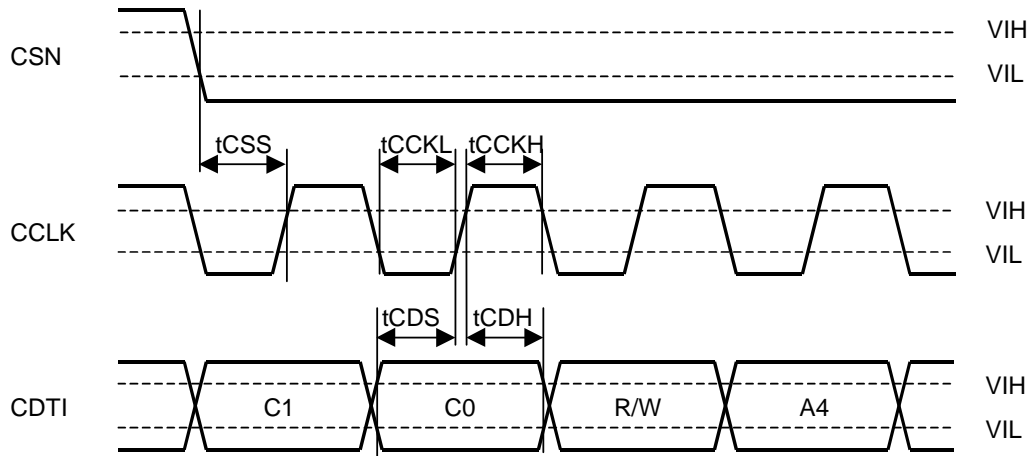 CSN
VIH
VIL
tCSS
tCCKL
tCCKH
CCLK
VIH
VIL
tCDS
tCDH
CDTI
C1
C0
R/W
A4
VIH
VIL